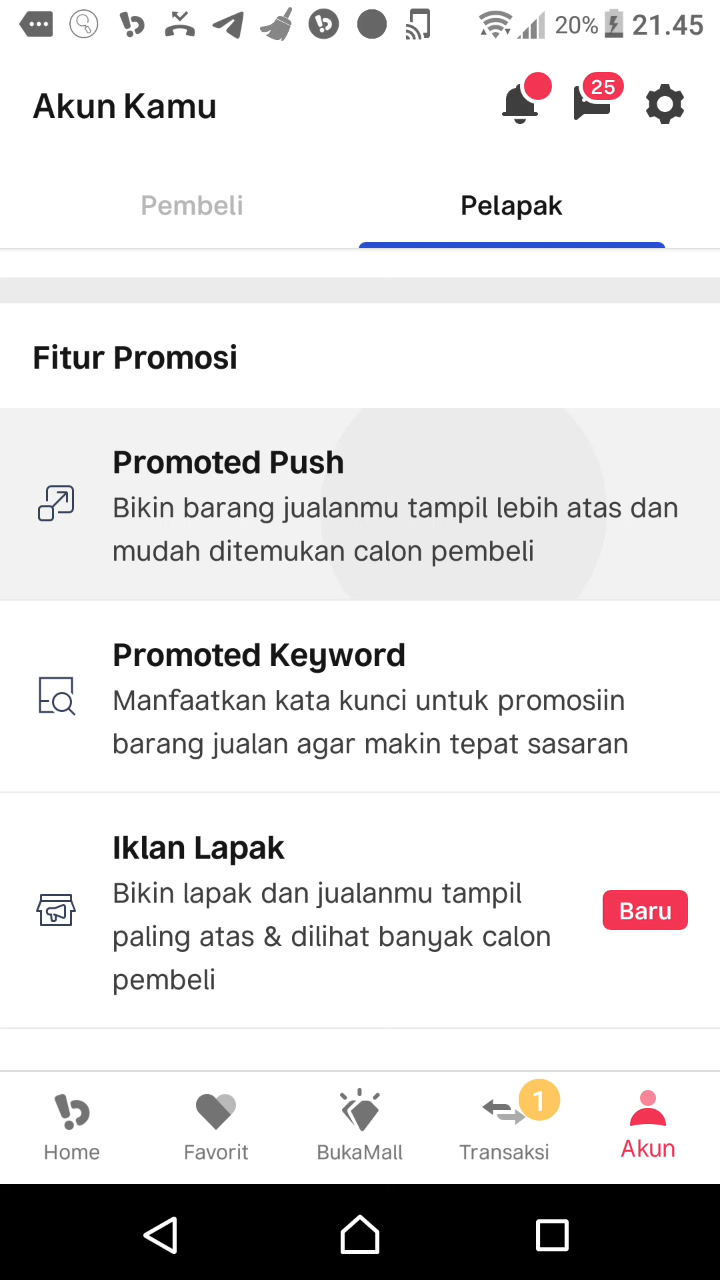 20% 21.45
Akun Kamu
25
Pembeli Pelapak
Fitur Promosi
Promoted Push
Bikin barang jualanmu tampil lebih atas dan
mudah ditemukan calon pembeli
Promoted Keyword
Manfaatkan kata kunci untuk promosiin
barang jualan agar makin tepat sasaran
Iklan Lapak
Bikin lapak dan jualanmu tampil
paling atas & dilihat banyak calon
pembeli
Baru
1
Home Favorit BukaMall Transaksi Akun